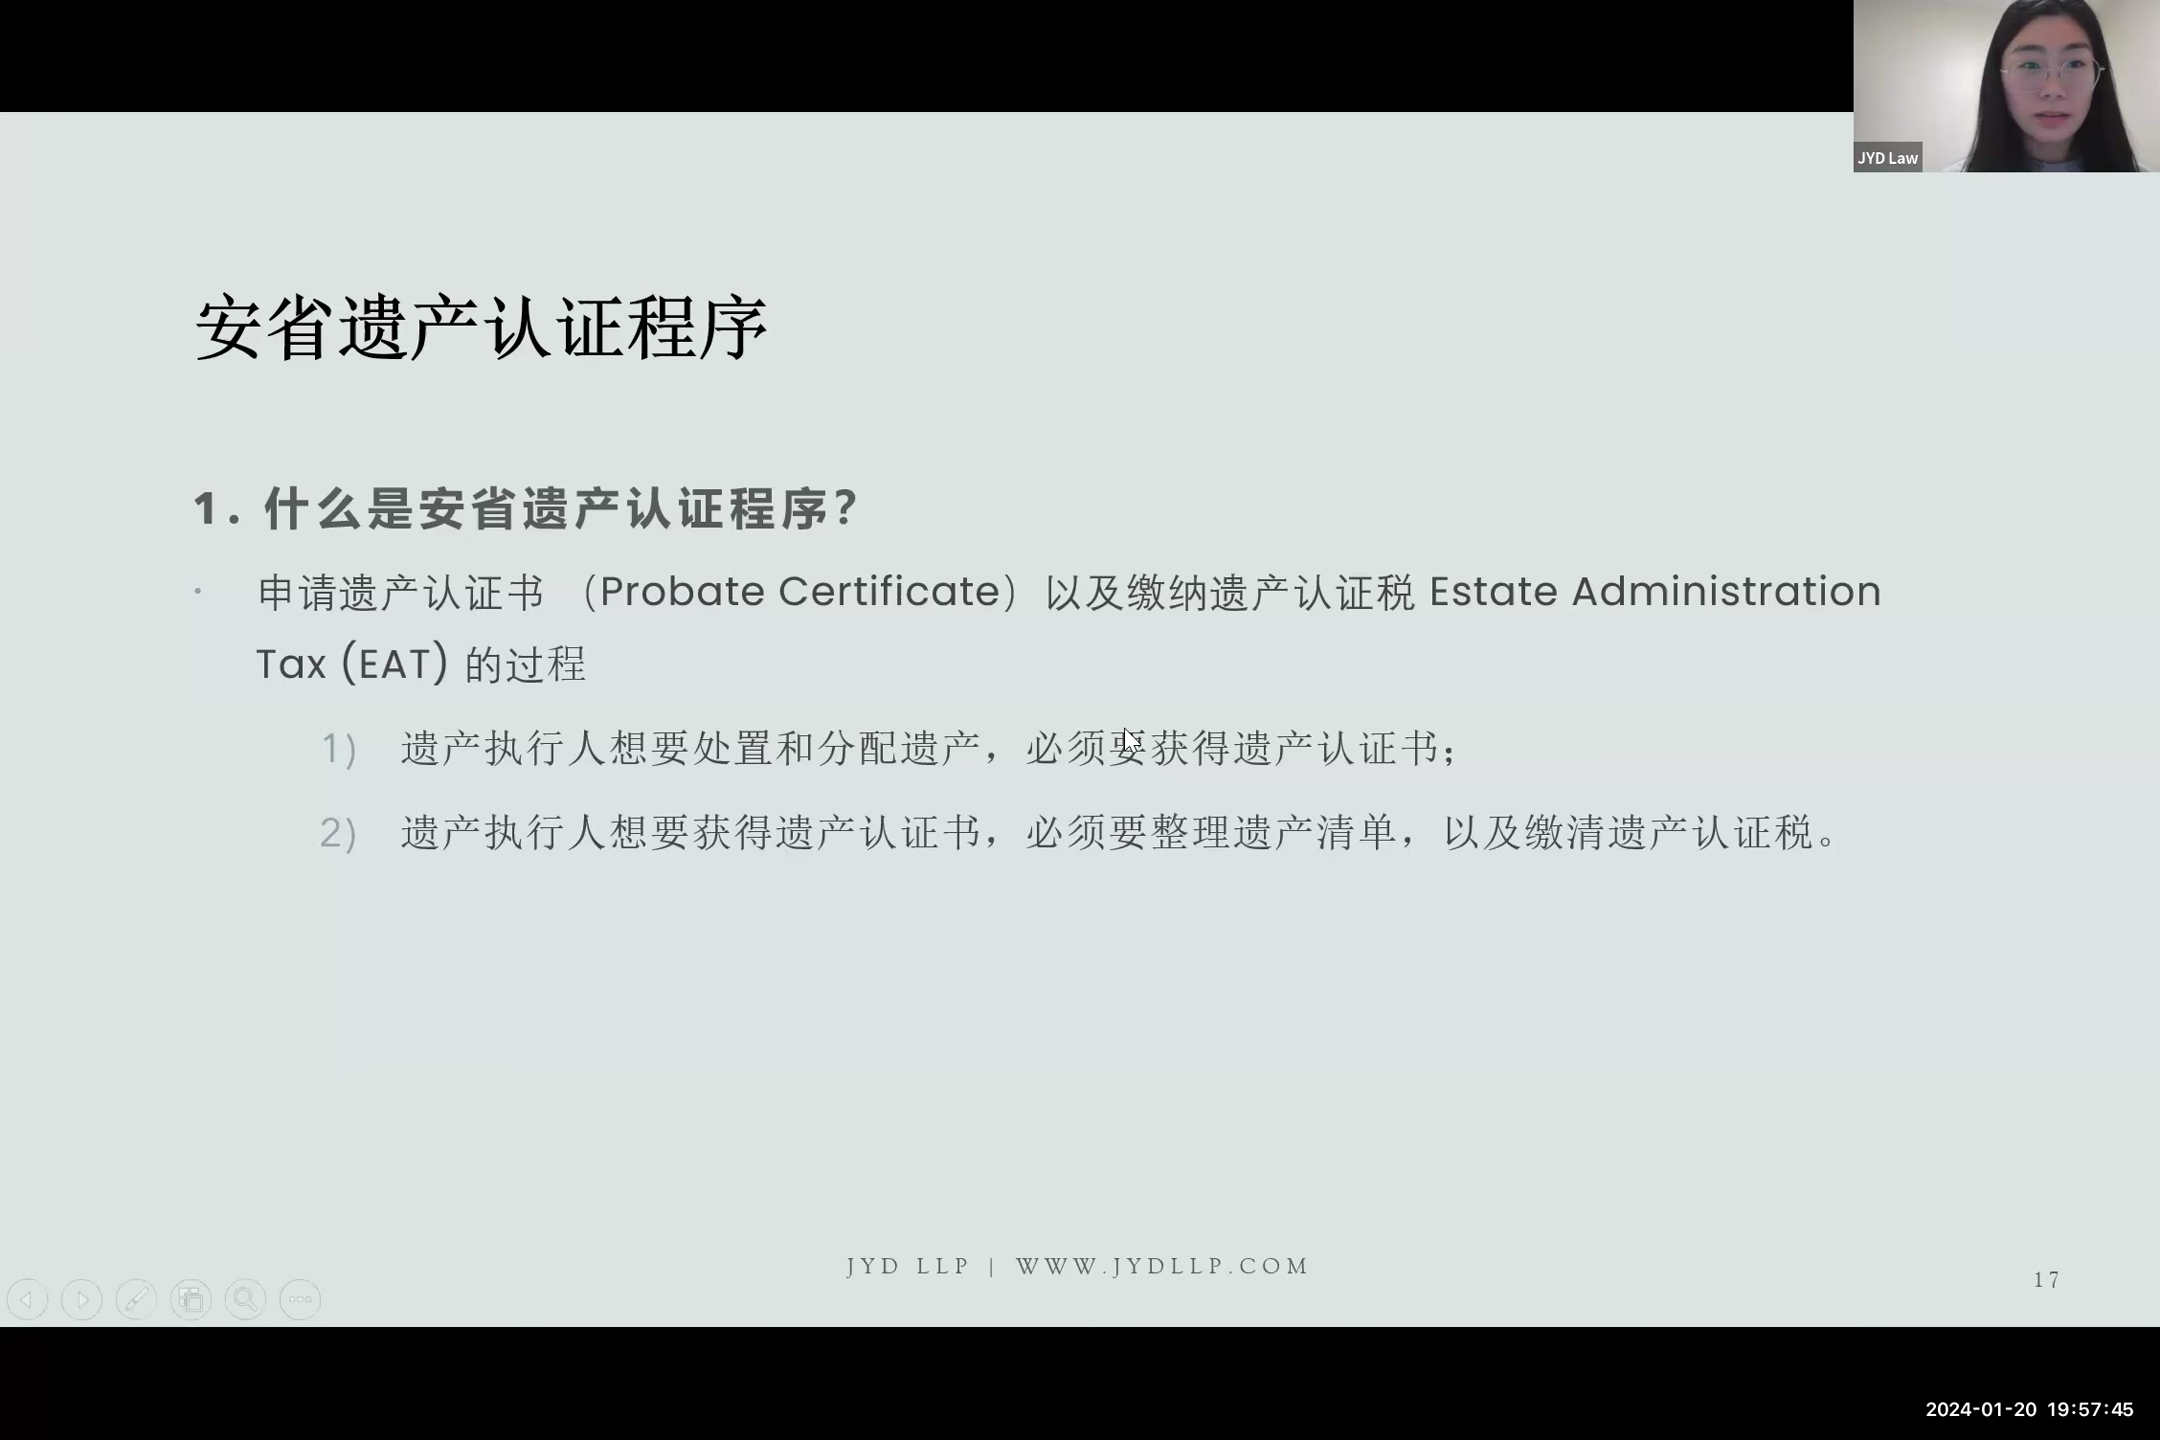 JYD Law
安省遗产认证程序
1. 什么是安省遗产认证程序？
· 申请遗产认证书 （Probate Certificate）以及缴纳遗产认证税 Estate Administration
Tax (EAT) 的过程
1) 遗产执行人想要处置和分配遗产，必须要获得遗产认证书；
2) 遗产执行人想要获得遗产认证书，必须要整理遗产清单，以及缴清遗产认证税。
JYD LLP | WWW.JYDLLP.COM
17
2024-01-20 19:57:45